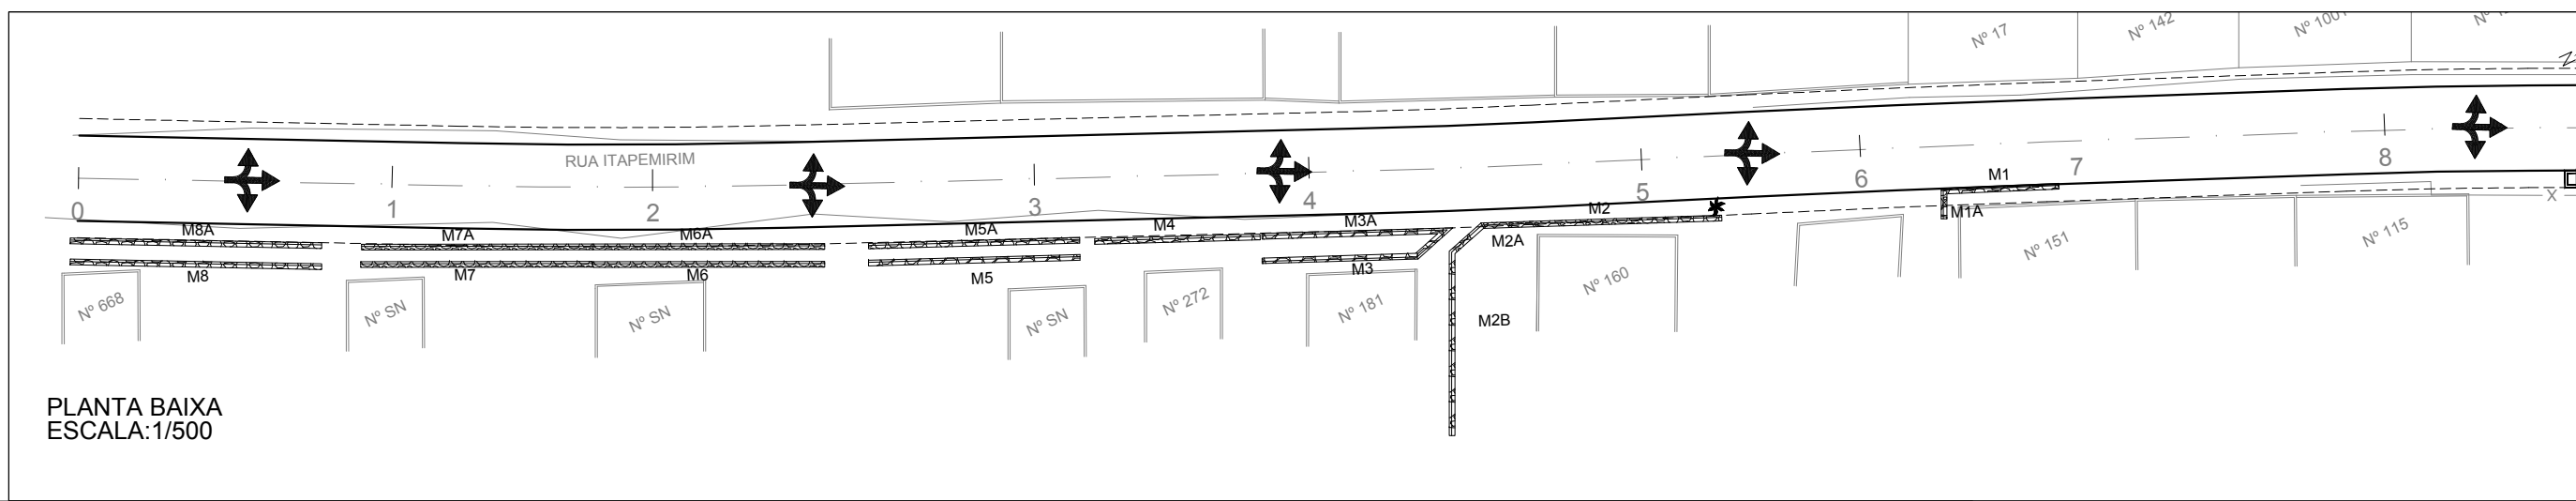 Nº 17
Nº 142
Nº
RUA ITAPEMIRIM
0
1
2
3
4
5
6
7
8
M8A
M7A
M6A
M5A
M4
M3A
M2
M1
M1A
M2A
M8
M7
M6
M5
M3
M2B
Nº 668
Nº SN
Nº SN
Nº SN
Nº 272
Nº 181
Nº 160
Nº 151
Nº 115
X
PLANTA BAIXA
ESCALA:1/500